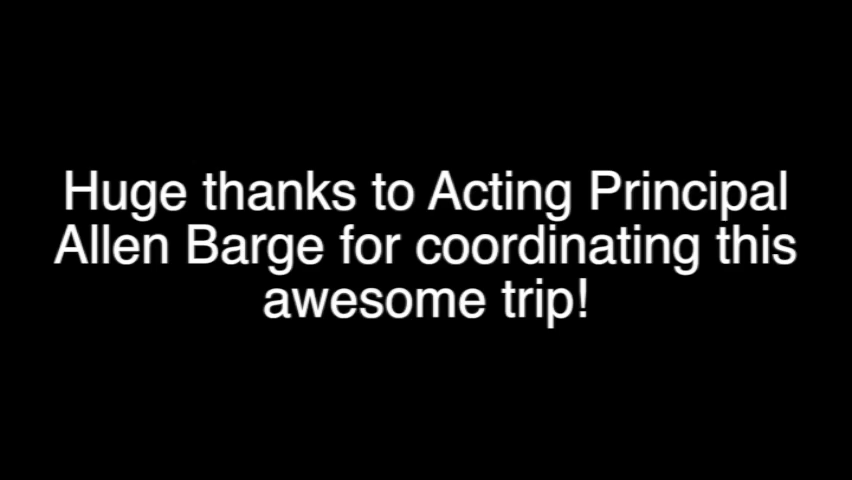 Huge thanks to Acting Principal
Allen Barge for coordinating this
awesome trip!